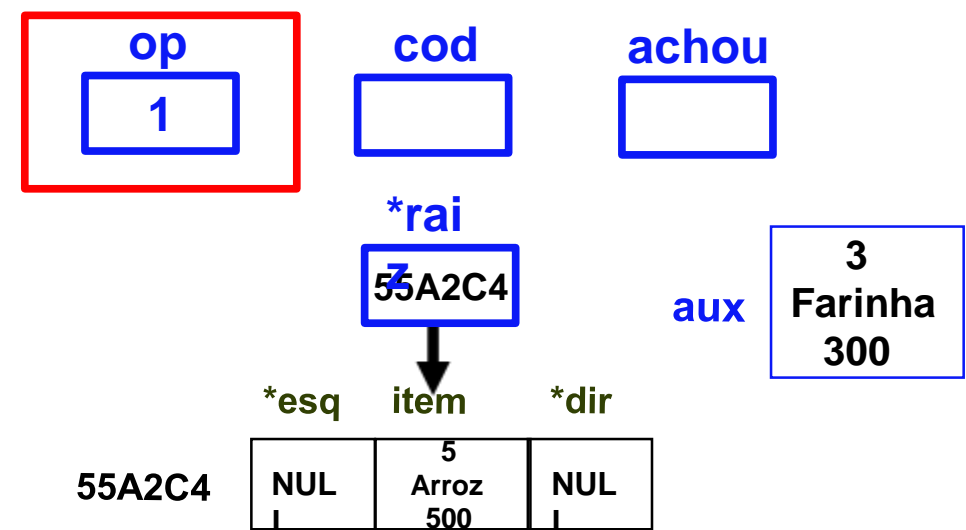 op cod achou
1
*rai
z
55A2C4
aux
3
Farinha
300
*esq item *dir
55A2C4
NUL
L
5
Arroz
500
NUL
L